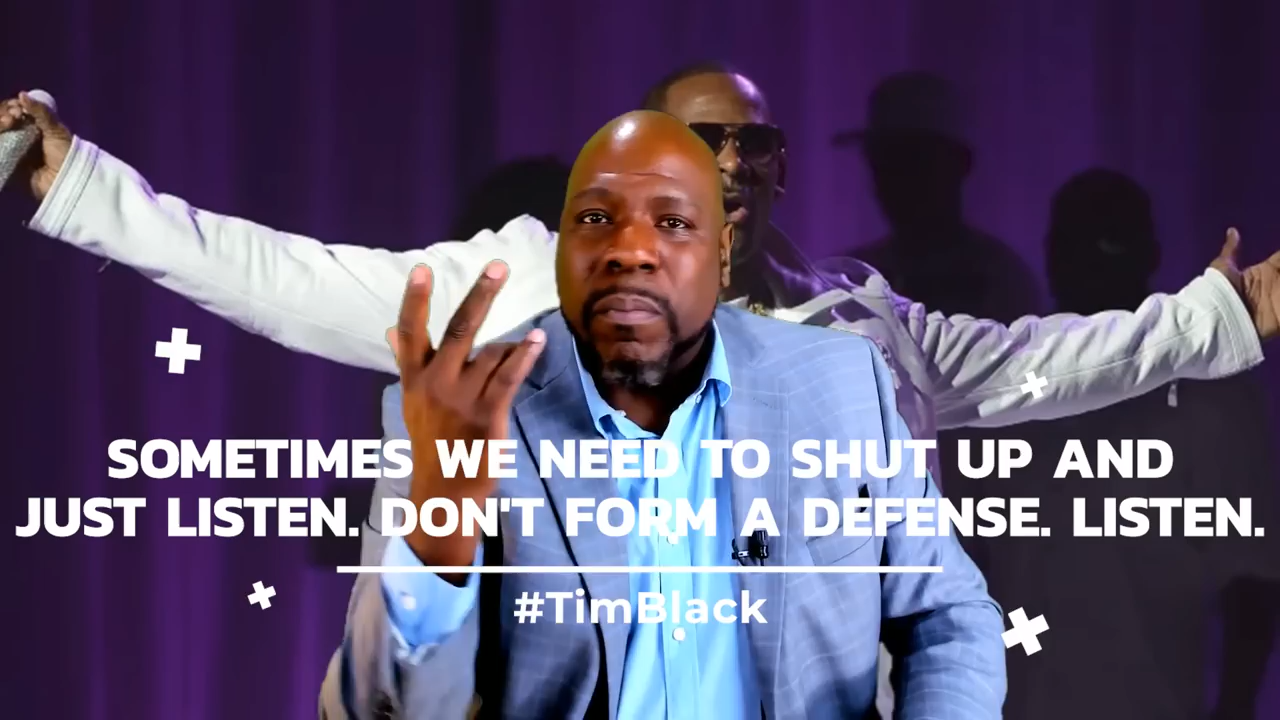 SOMETIMES WE NEED TO SHUT UP AND
JUST LISTEN. DON'T FORM A DEFENSE. LISTEN.
#TimBlack